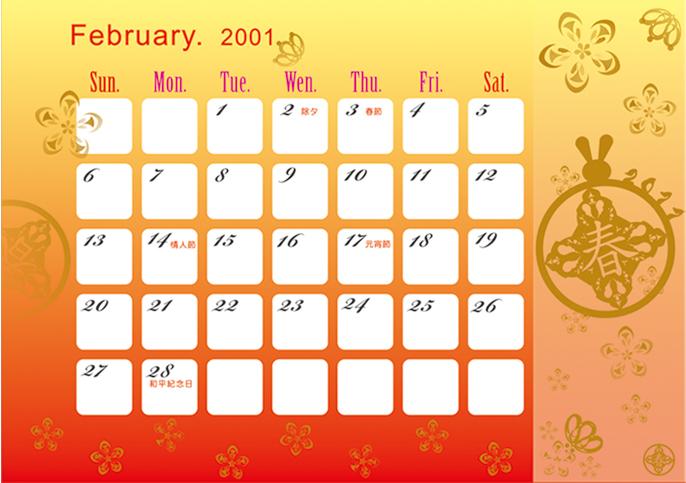 February. 2001
Sun. Mon. Tue. Wen. Thu. Fri. Sat.
1 2 除夕 3 春節 4 5
6 7 8 9 10 11 12
13 14 情人節 15 16 17 元宵節 18 19
20 21 22 23 24 25 26
27 28
和平紀念日
春